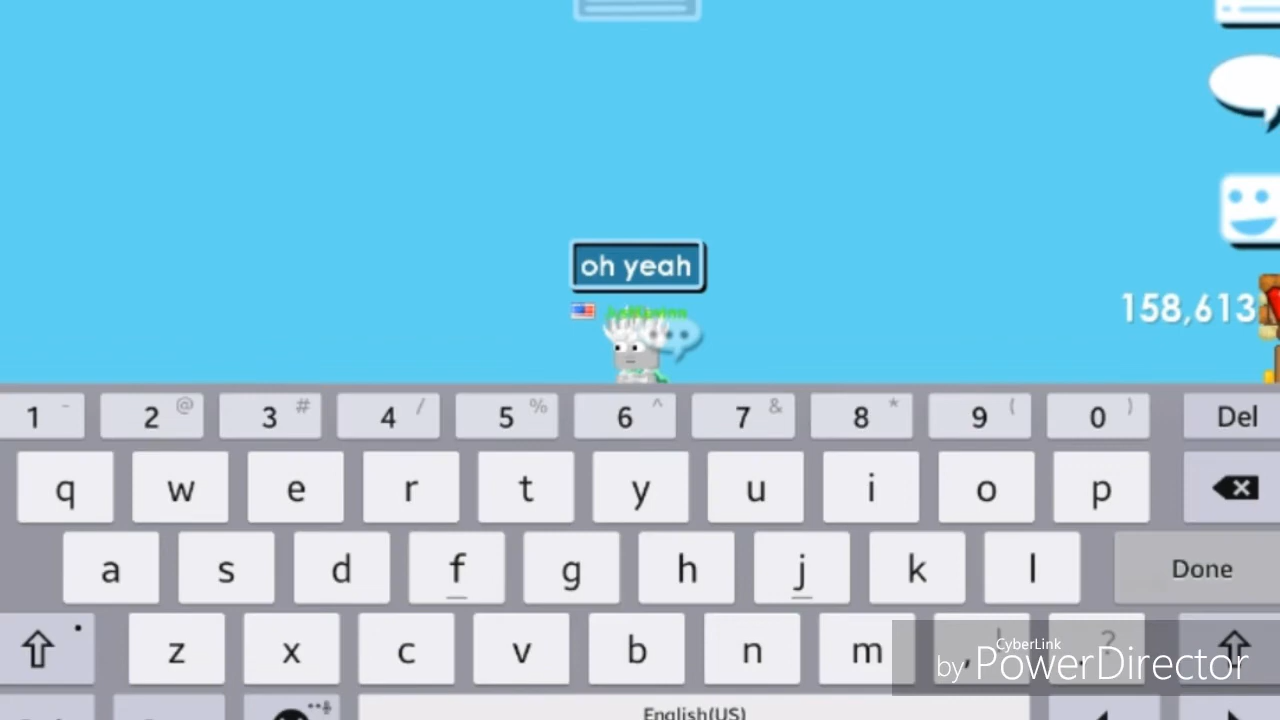 oh yeah
158,613
1 - 2 @ 3 # 4 / 5 % 6 ^ 7 & 8 * 9 ( 0 ) Del
q w e r t y u i o p
a s d f g h j k l Done
z x c v b n m , ! . ?
CyberLink
by PowerDirector
English(US)